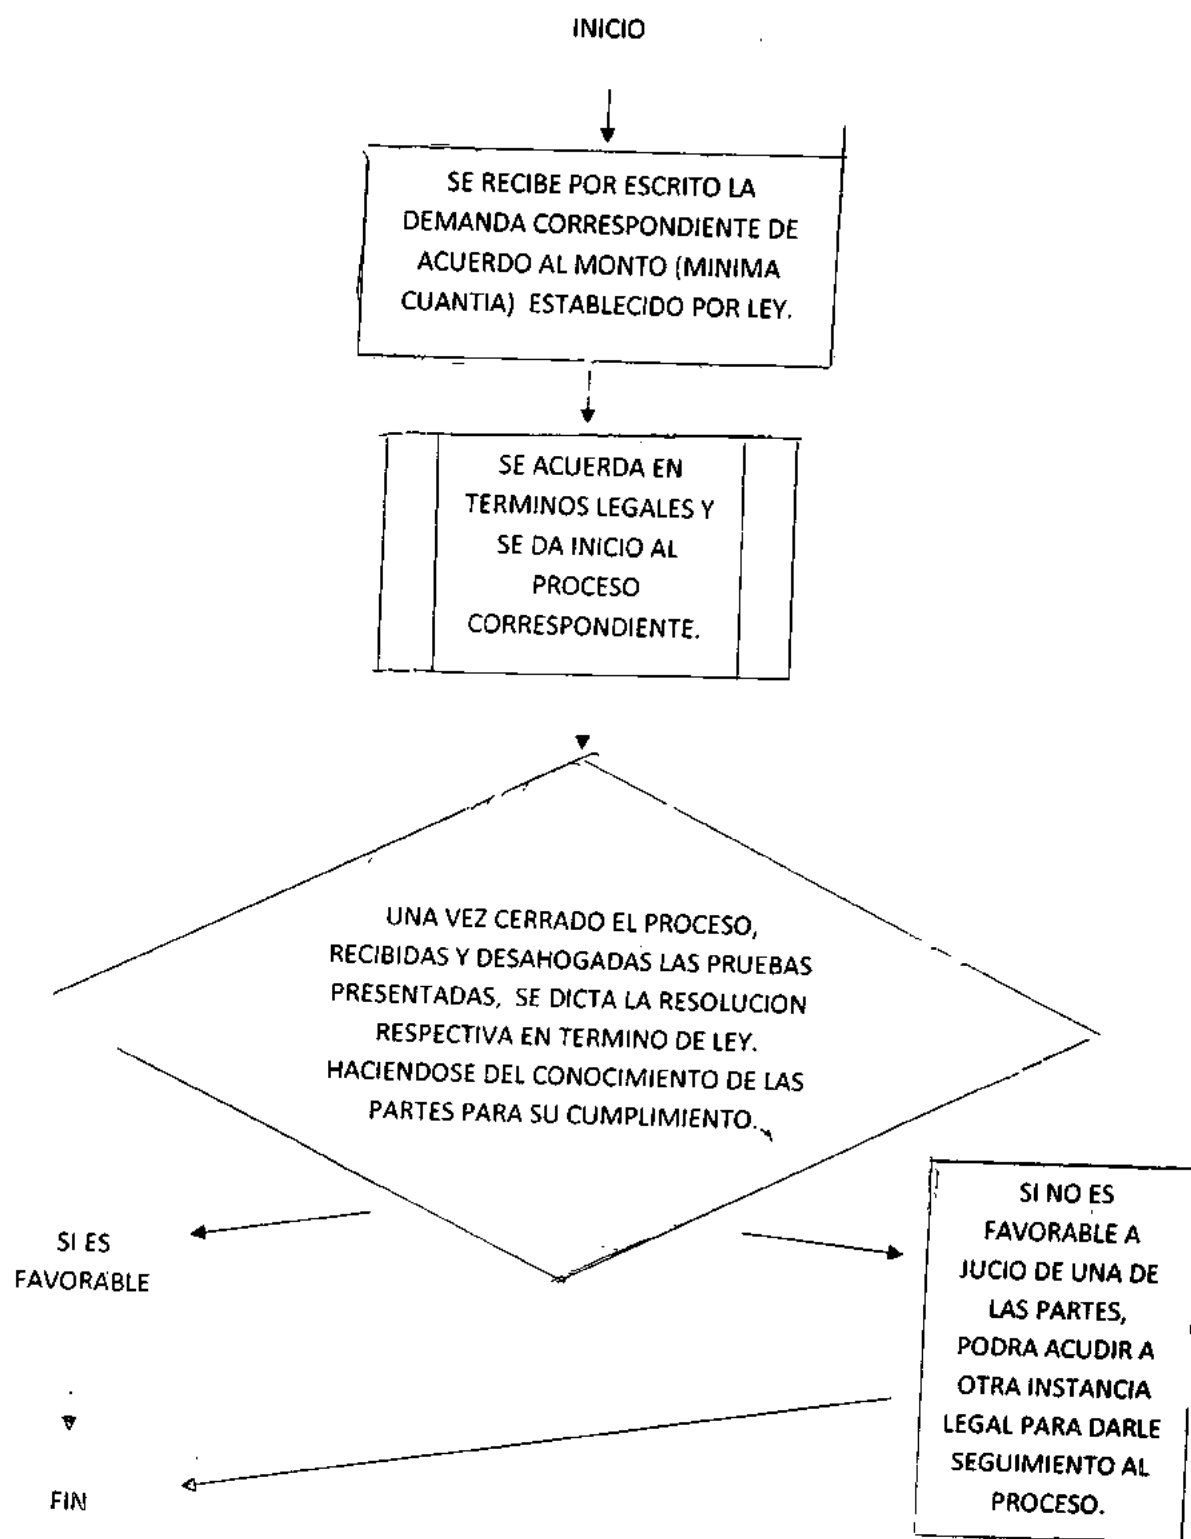 INICIO
SE RECIBE POR ESCRITO LA
DEMANDA CORRESPONDIENTE DE
ACUERDO AL MONTO (MINIMA
CUANTIA) ESTABLECIDO POR LEY.
SE ACUERDA EN
TERMINOS LEGALES Y
SE DA INICIO AL
PROCESO
CORRESPONDIENTE.
UNA VEZ CERRADO EL PROCESO,
RECIBIDAS Y DESAHOGADAS LAS PRUEBAS
PRESENTADAS, SE DICTA LA RESOLUCION
RESPECTIVA EN TERMINO DE LEY.
HACIENDOSE DEL CONOCIMIENTO DE LAS
PARTES PARA SU CUMPLIMIENTO.
SI ES
FAVORABLE
SI NO ES
FAVORABLE A
JUCIO DE UNA DE
LAS PARTES,
PODRA ACUDIR A
OTRA INSTANCIA
LEGAL PARA DARLE
SEGUIMIENTO AL
PROCESO.
FIN